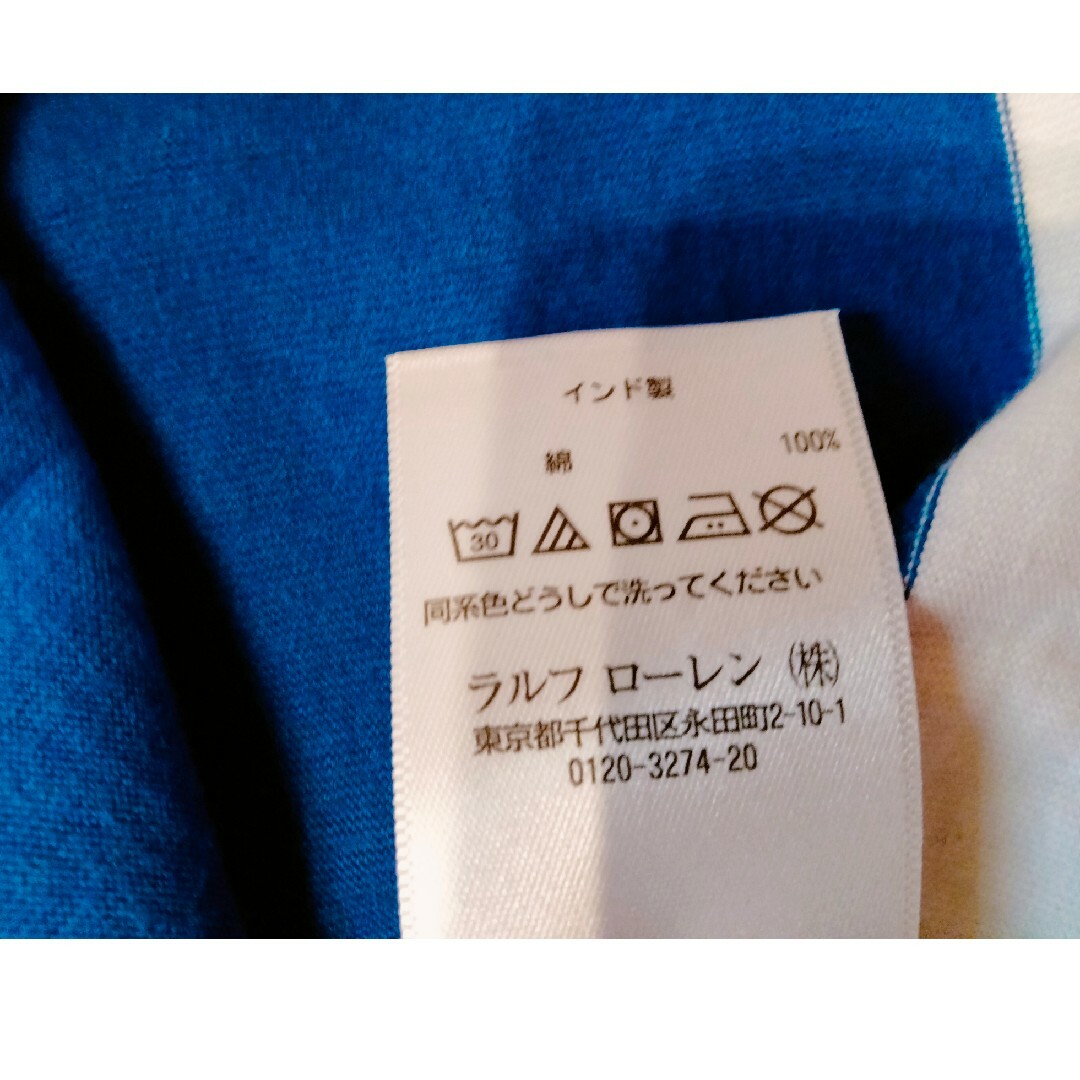 インド製
綿 100%
30
同系色どうしで洗ってください
ラルフ ローレン (株)
東京都千代田区永田町2-10-1
0120-3274-20